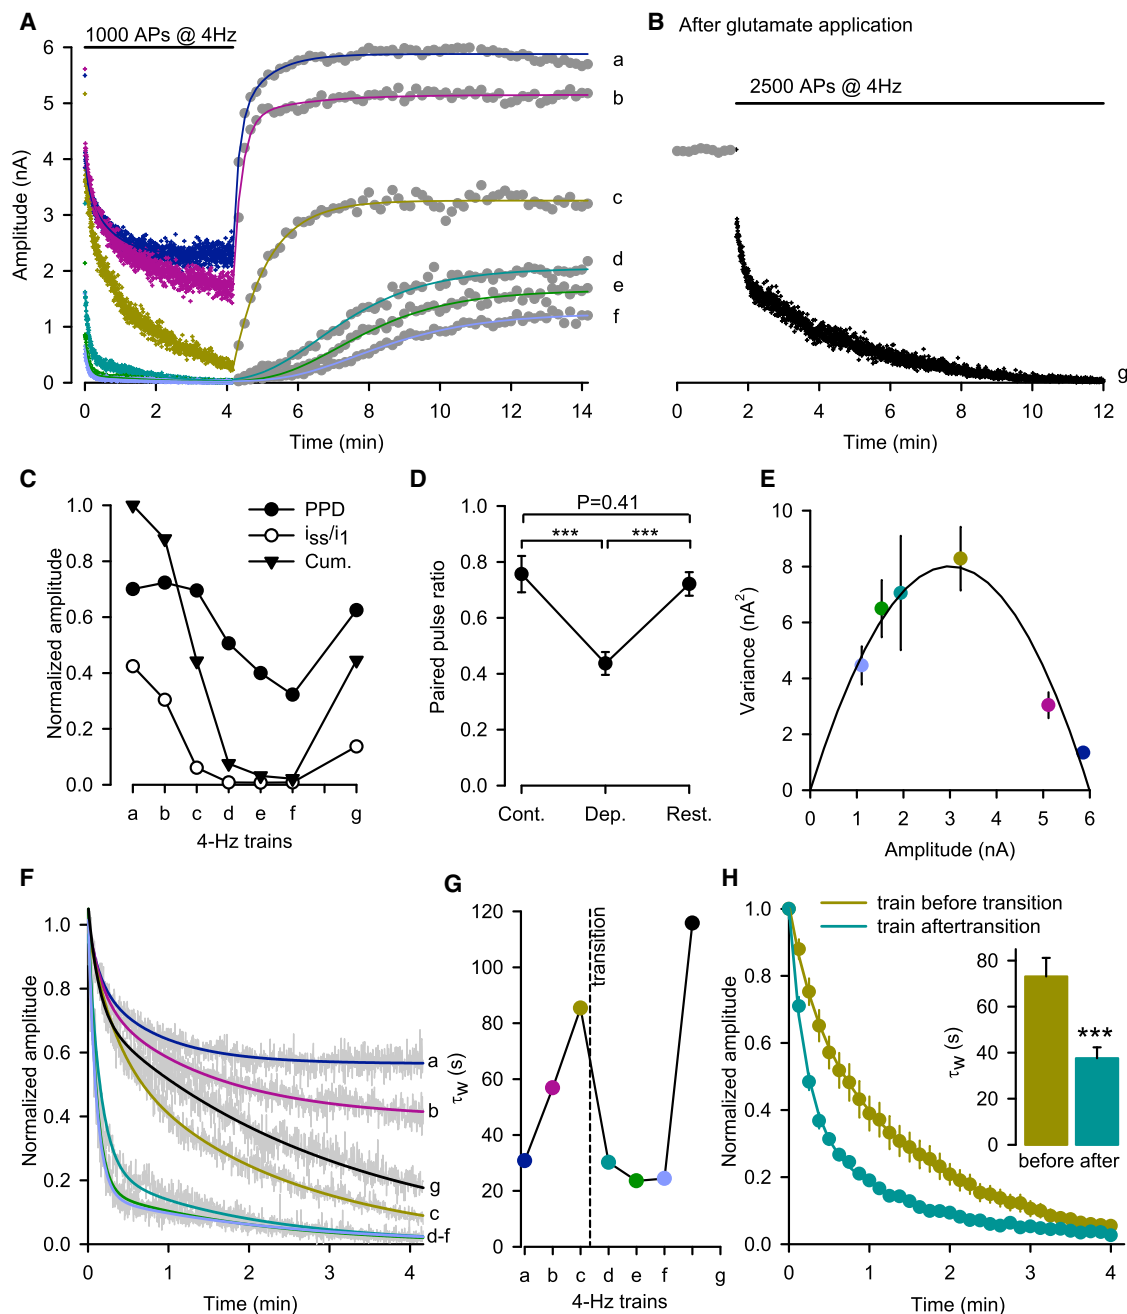 A
1000 APs @ 4Hz
6
5
4
3
2
1
0
Amplitude (nA)
0 2 4 6 8 10 12 14
Time (min)
a
b
c
d
e
f
B After glutamate application
2500 APs @ 4Hz
g
0 2 4 6 8 10 12
Time (min)
C
1.0
0.8
0.6
0.4
0.2
0.0
Normalized amplitude
PPD
iss/i1
Cum.
a b c d e f g
4-Hz trains
D
P=0.41
*** ***
1.0
0.8
0.6
0.4
0.2
0.0
Paired pulse ratio
Cont. Dep. Rest.
E
10
8
6
4
2
0
Variance (nA2)
0 1 2 3 4 5 6
Amplitude (nA)
F
1.0
0.8
0.6
0.4
0.2
0.0
Normalized amplitude
a
b
g
c
d-f
0 1 2 3 4
Time (min)
G
120
100
80
60
40
20
0
τw (s)
transition
a b c d e f g
4-Hz trains
H
train before transition
train aftertransition
1.0
0.8
0.6
0.4
0.2
0.0
Normalized amplitude
0 1 2 3 4
Time (min)
80
60
40
20
0
τw (s)
***
before after